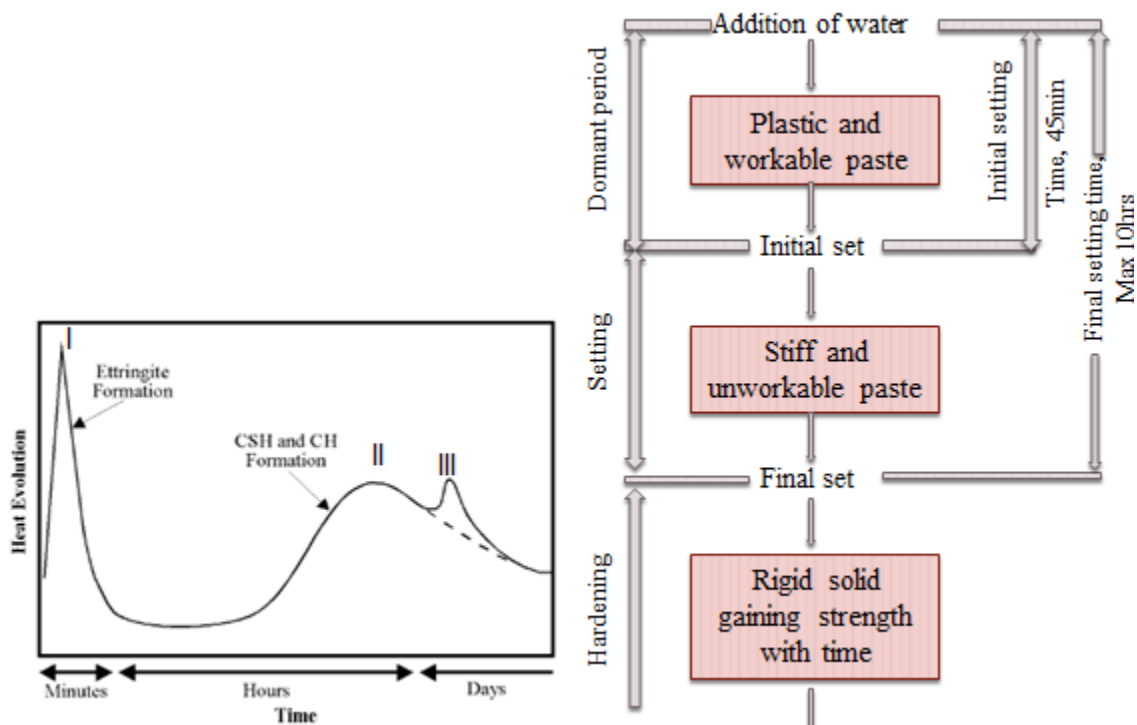 I
Ettringite
Formation
CSH and CH
Formation
II
III
Heat Evolution
Minutes
Hours
Days
Time
Addition of water
Dormant period
Plastic and
workable paste
Initial setting
Time, 45min
Final setting time,
Max 10hrs
Initial set
Setting
Stiff and
unworkable paste
Final set
Hardening
Rigid solid
gaining strength
with time